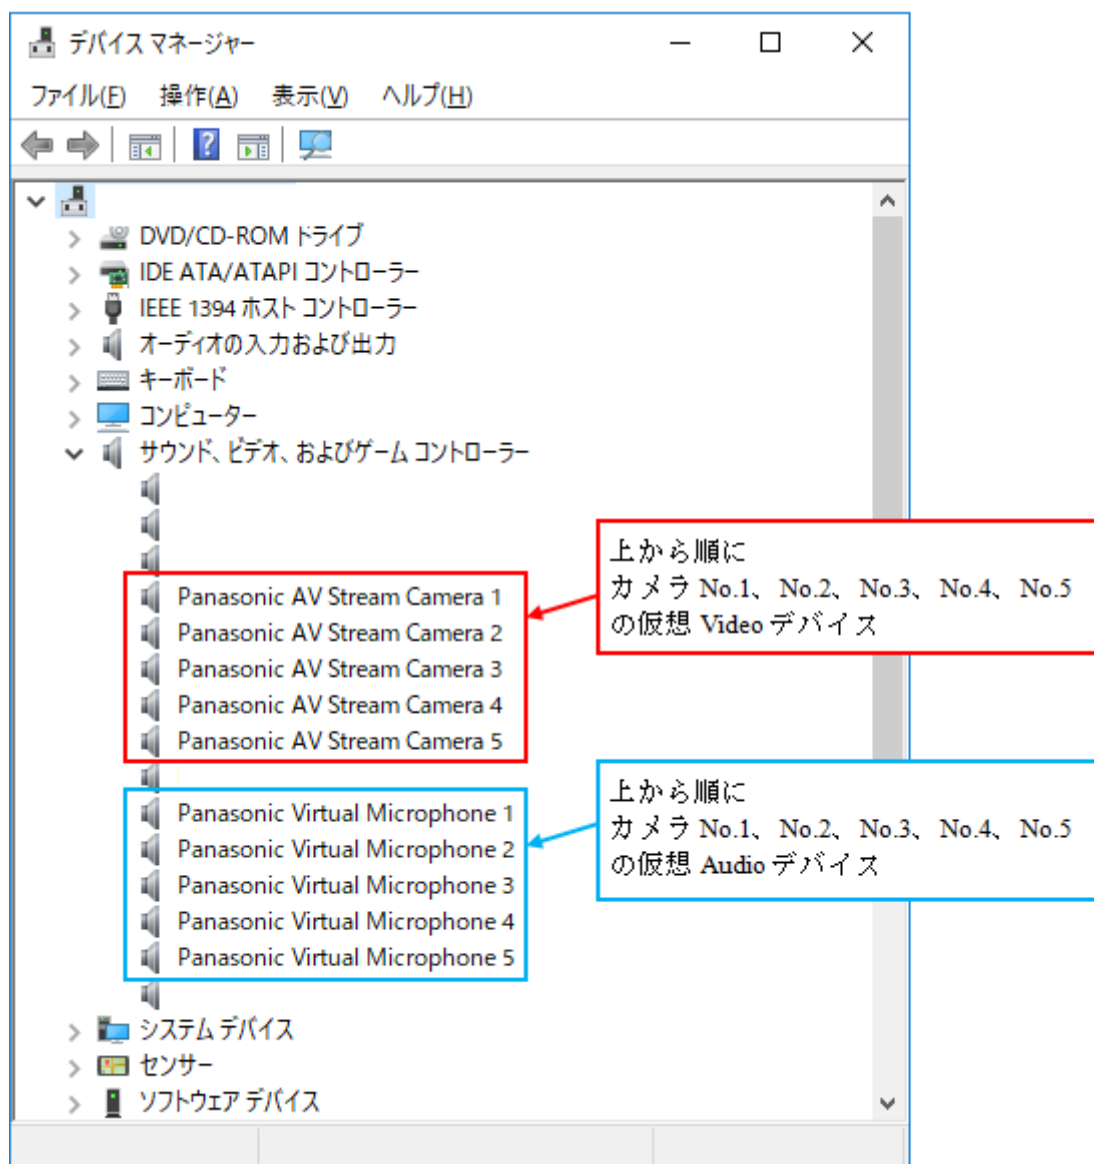 デバイス マネージャー
ファイル(F) 操作(A) 表示(V) ヘルプ(H)
DVD/CD-ROM ドライブ
IDE ATA/ATAPI コントローラー
IEEE 1394 ホスト コントローラー
オーディオの入力および出力
キーボード
コンピューター
サウンド、ビデオ、およびゲーム コントローラー
Panasonic AV Stream Camera 1
Panasonic AV Stream Camera 2
Panasonic AV Stream Camera 3
Panasonic AV Stream Camera 4
Panasonic AV Stream Camera 5
上から順に
カメラ No.1、No.2、No.3、No.4、No.5
の仮想 Video デバイス
Panasonic Virtual Microphone 1
Panasonic Virtual Microphone 2
Panasonic Virtual Microphone 3
Panasonic Virtual Microphone 4
Panasonic Virtual Microphone 5
上から順に
カメラ No.1、No.2、No.3、No.4、No.5
の仮想 Audio デバイス
システム デバイス
センサー
ソフトウェア デバイス